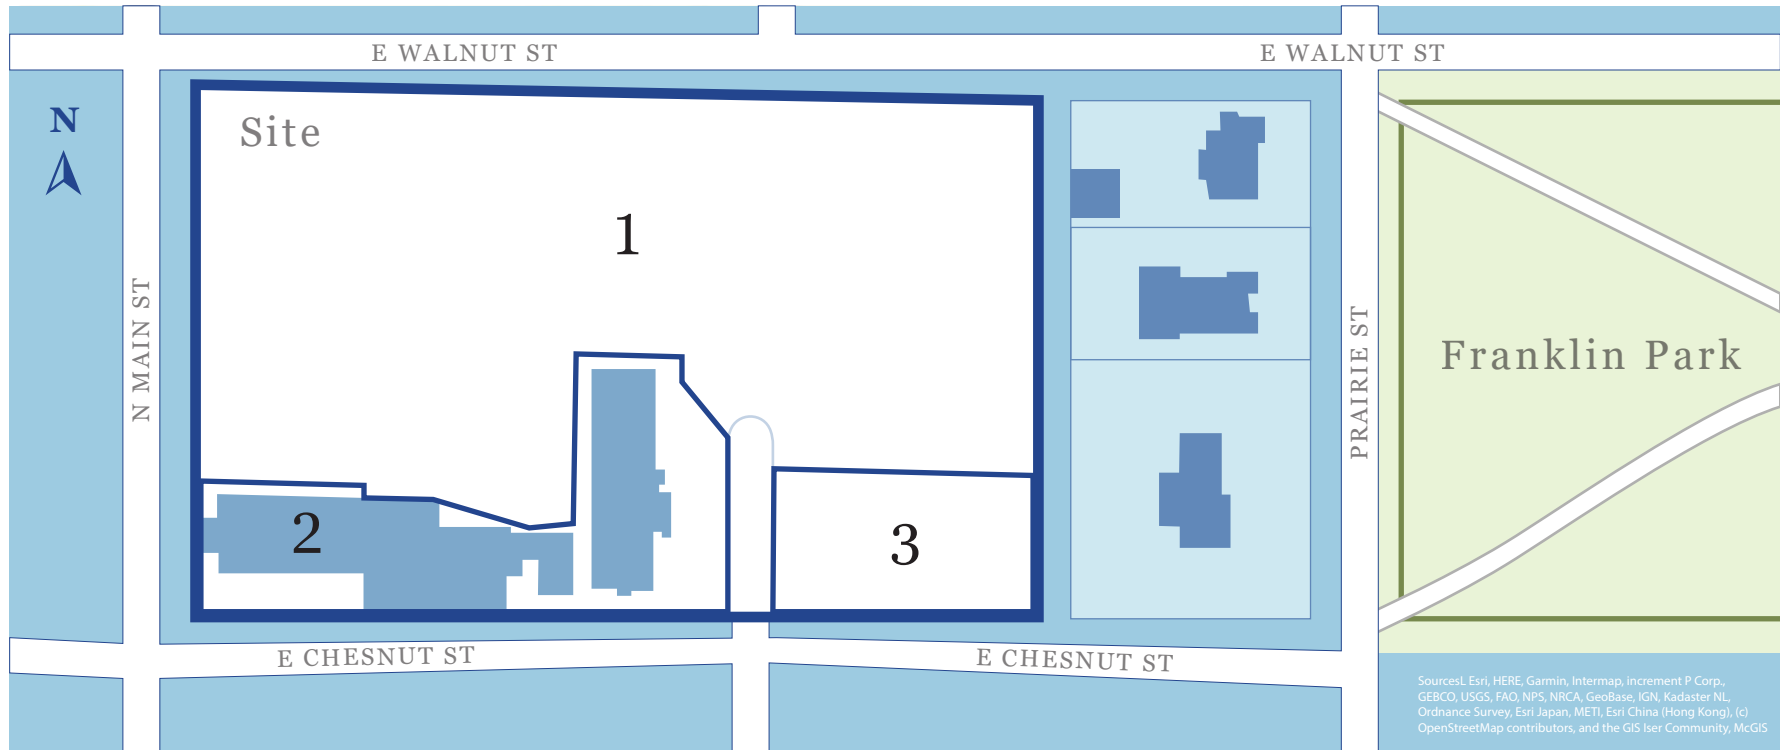 E WALNUT ST
E WALNUT ST
N
Site
1
N MAIN ST
PRAIRIE ST
Franklin Park
2
3
E CHESNUT ST
E CHESNUT ST
SourcesL Esri, HERE, Garmin, Intermap, increment P Corp.,
GEBCO, USGS, FAO, NPS, NRCA, GeoBase, IGN, Kadaster NL,
Ordnance Survey, Esri Japan, METI, Esri China (Hong Kong), (c)
OpenStreetMap contributors, and the GIS Iser Community, McGIS